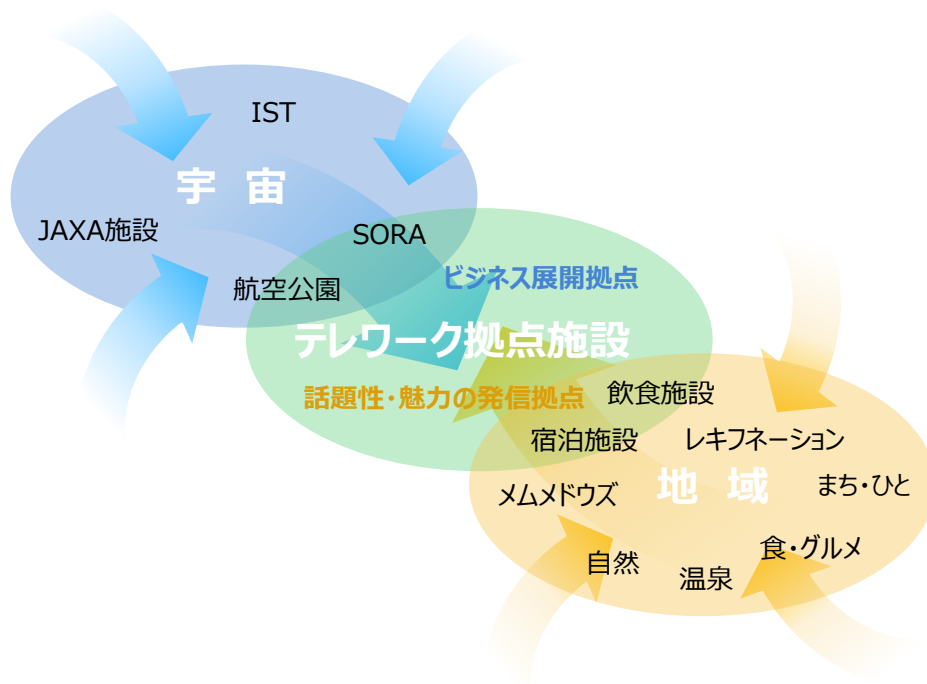 IST
宇 宙
JAXA施設
SORA
航空公園
ビジネス展開拠点
テレワーク拠点施設
話題性・魅力の発信拠点
飲食施設
宿泊施設
レキフネーション
メムメドウズ
地 域
まち・ひと
食・グルメ
自然
温泉